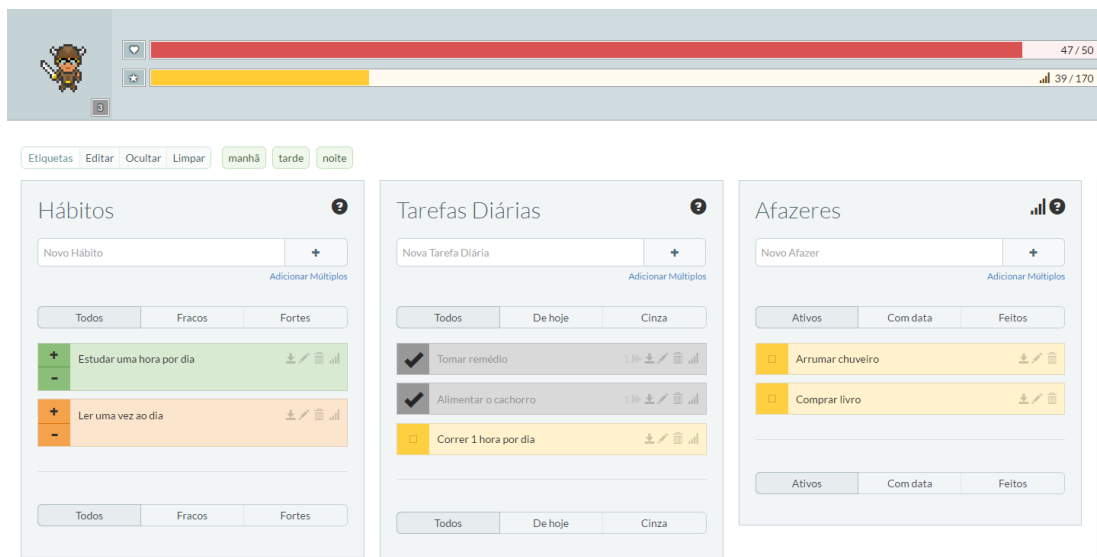 47 / 50
39 / 170
3
Etiquetas Editar Ocultar Limpar manhã tarde noite
Hábitos
Novo Hábito +
Adicionar Múltiplos
Todos Fracos Fortes
+ Estudar uma hora por dia
-
+ Ler uma vez ao dia
-
Todos Fracos Fortes
Tarefas Diárias
Nova Tarefa Diária +
Adicionar Múltiplos
Todos De hoje Cinza
Tomar remédio 1
Alimentar o cachorro 1
Correr 1 hora por dia
Todos De hoje Cinza
Afazeres
Novo Afazer +
Adicionar Múltiplos
Ativos Com data Feitos
Arrumar chuveiro
Comprar livro
Ativos Com data Feitos